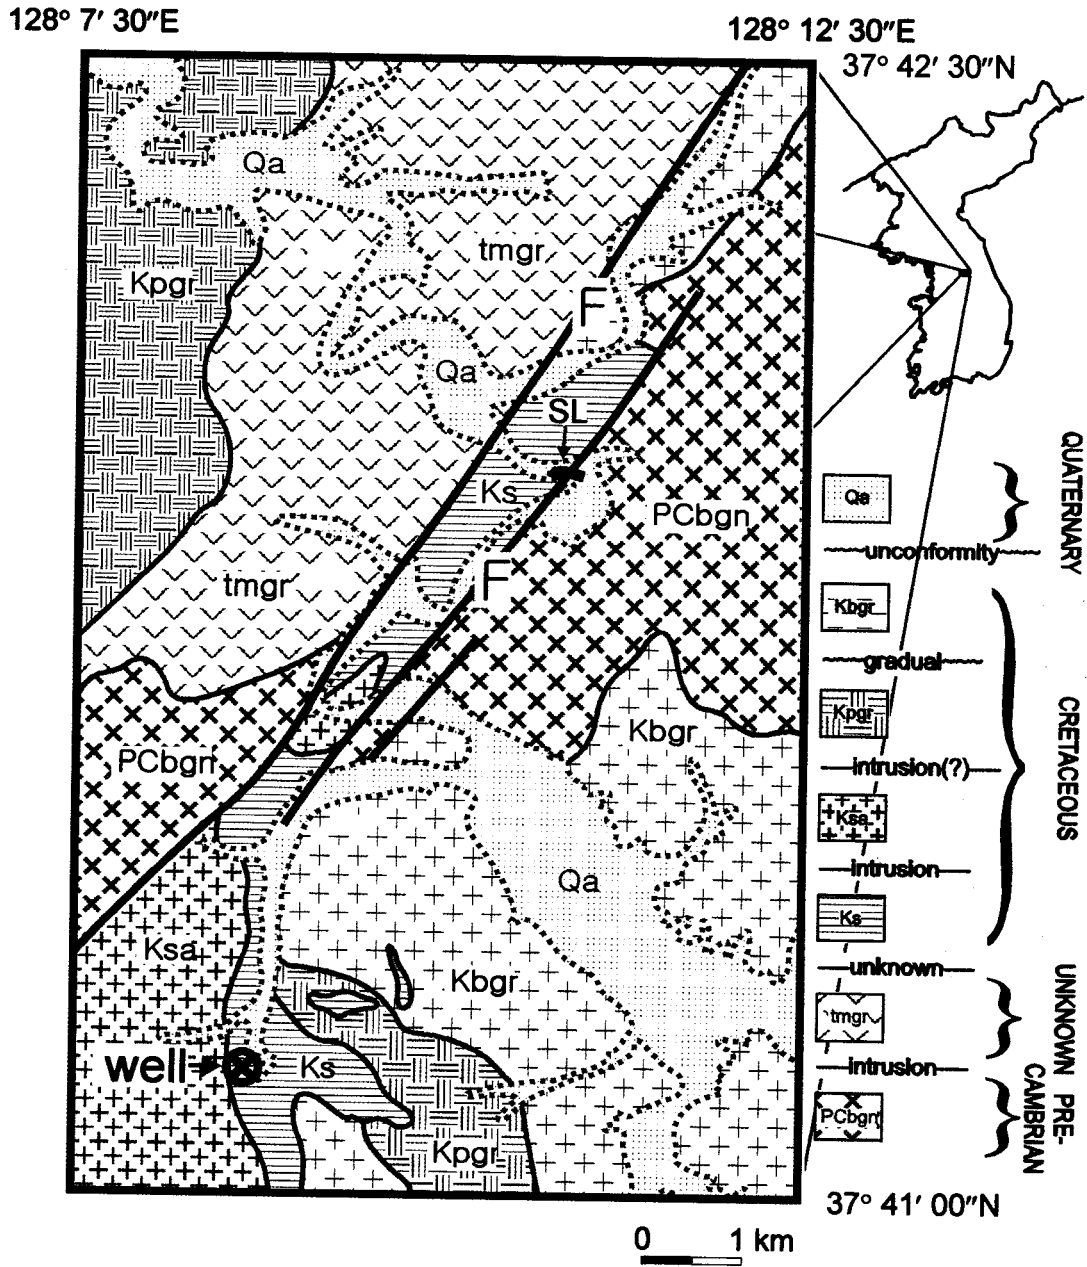 128° 7′ 30″E
128° 12′ 30″E
37° 42′ 30″N
Qa
tmgr
Kpgr
F
Qa
SL
Ks
PCbgn
F
tmgr
Kbgr
PCbgn
Qa
Ksa
Kbgr
well
Ks
Kpgr
Qa
QUATERNARY
unconformity
Kbgr
gradual
Kpgr
CRETACEOUS
intrusion(?)
Ksa
intrusion
Ks
unknown
UNKNOWN
tmgr
intrusion
PRE-
CAMBRIAN
PCbgn
37° 41′ 00″N
0 1 km